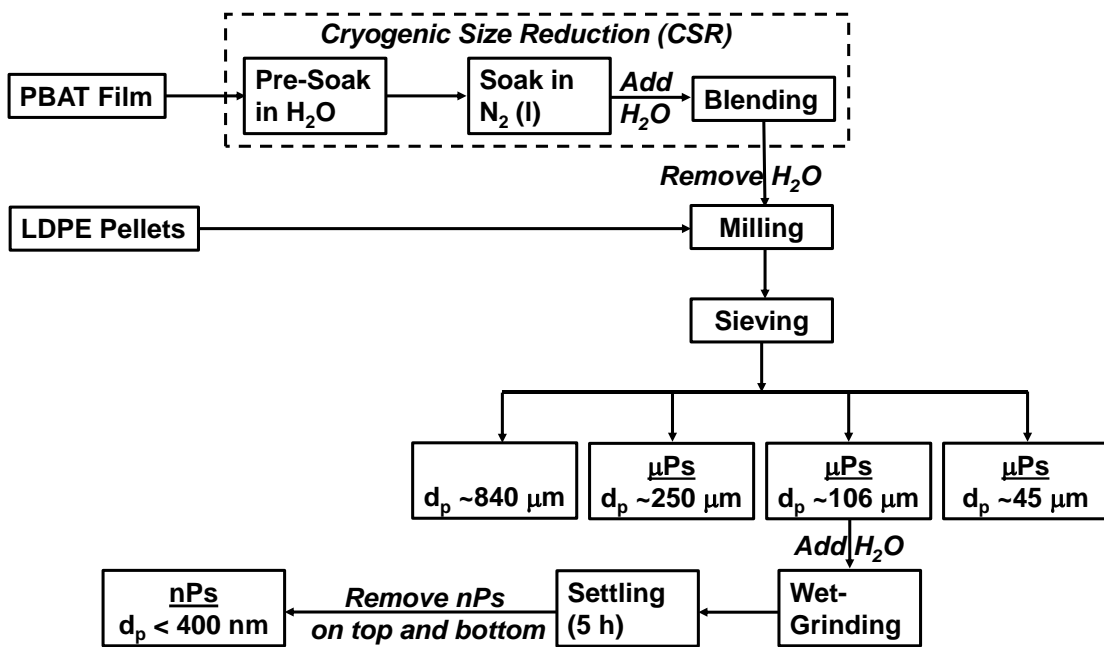 Cryogenic Size Reduction (CSR)
PBAT Film
Pre-Soak
in H₂O
Soak in
N₂ (l)
Add
H₂O
Blending
Remove H₂O
LDPE Pellets
Milling
Sieving
dₚ ~840 μm
μPs
dₚ ~250 μm
μPs
dₚ ~106 μm
μPs
dₚ ~45 μm
Add H₂O
Wet-
Grinding
Settling
(5 h)
Remove nPs
on top and bottom
nPs
dₚ < 400 nm